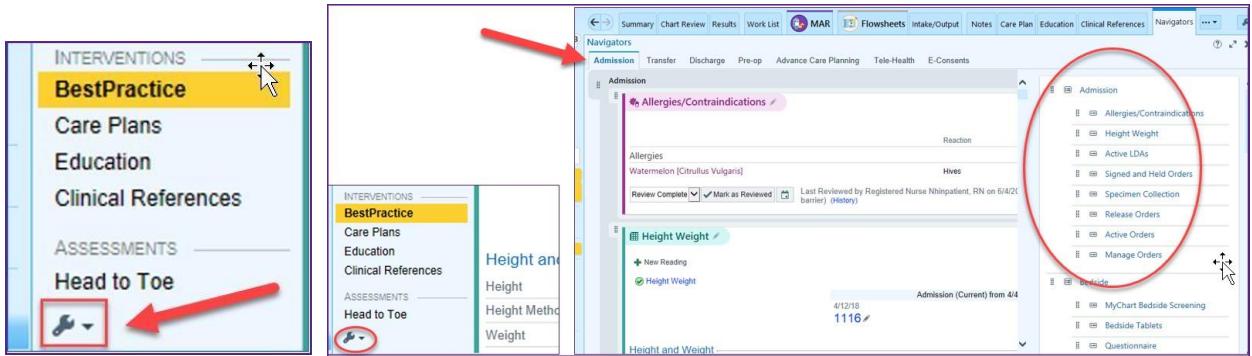 INTERVENTIONS
BestPractice
Care Plans
Education
Clinical References
ASSESSMENTS
Head to Toe
INTERVENTIONS
BestPractice
Care Plans
Education
Clinical References
ASSESSMENTS
Head to Toe
Height and
Height
Height Metho
Weight
Summary Chart Review Results Work List MAR Flowsheets Intake/Output Notes Care Plan Education Clinical References Navigators
Navigators
Admission Transfer Discharge Pre-op Advance Care Planning Tele-Health E-Consents
Admission
Allergies/Contraindications
Reaction
Allergies
Watermelon [Citrullus Vulgaris] Hives
Review Complete Mark as Reviewed Last Reviewed by Registered Nurse Nhinpatient, RN on 6/4/20
barrier) (History)
Height Weight
New Reading
Height Weight
Admission (Current) from 4/4
4/12/18
1116
Height and Weight
Admission
Allergies/Contraindications
Height Weight
Active LDAs
Signed and Held Orders
Specimen Collection
Release Orders
Active Orders
Manage Orders
Bedside
MyChart Bedside Screening
Bedside Tablets
Questionnaire